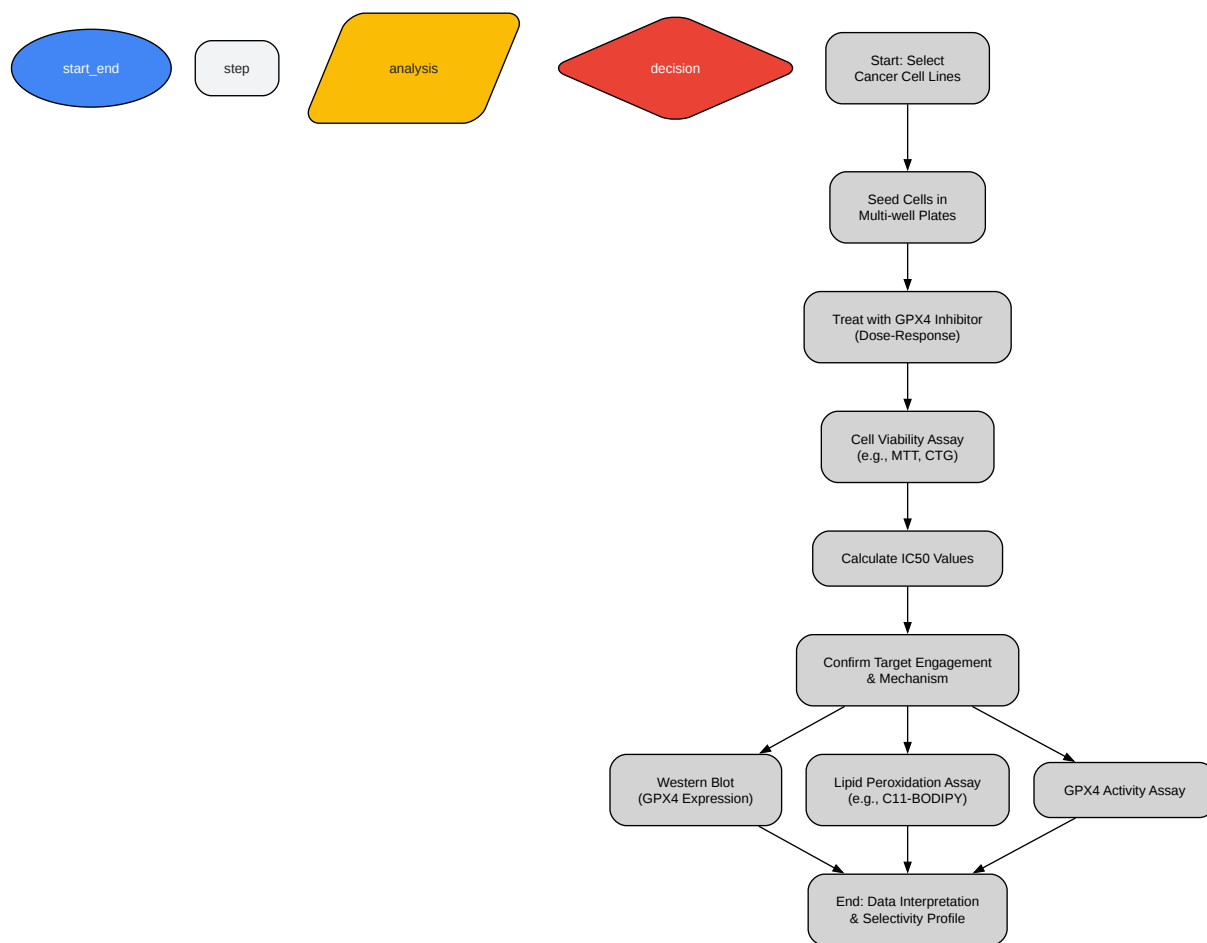 start_end
step
analysis
decision
Start: Select
Cancer Cell Lines
Seed Cells in
Multi-well Plates
Treat with GPX4 Inhibitor
(Dose-Response)
Cell Viability Assay
(e.g., MTT, CTG)
Calculate IC50 Values
Confirm Target Engagement
& Mechanism
Western Blot
(GPX4 Expression)
Lipid Peroxidation Assay
(e.g., C11-BODIPY)
GPX4 Activity Assay
End: Data Interpretation
& Selectivity Profile